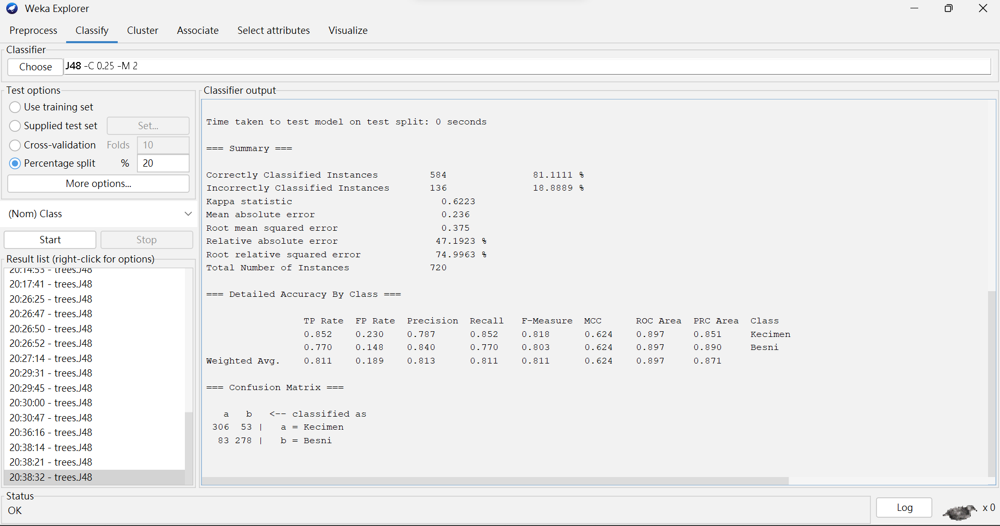 Weka Explorer
Preprocess Classify Cluster Associate Select attributes Visualize
Classifier
Choose J48 -C 0.25 -M 2
Test options
Use training set
Supplied test set Set...
Cross-validation Folds 10
Percentage split % 20
More options...
(Nom) Class
Start Stop
Result list (right-click for options)
20:14:53 - trees.J48
20:17:41 - trees.J48
20:26:25 - trees.J48
20:26:47 - trees.J48
20:26:50 - trees.J48
20:26:52 - trees.J48
20:27:14 - trees.J48
20:29:31 - trees.J48
20:29:45 - trees.J48
20:30:00 - trees.J48
20:30:47 - trees.J48
20:36:16 - trees.J48
20:38:14 - trees.J48
20:38:21 - trees.J48
20:38:32 - trees.J48
Classifier output
Time taken to test model on test split: 0 seconds
=== Summary ===
Correctly Classified Instances 584 81.1111 %
Incorrectly Classified Instances 136 18.8889 %
Kappa statistic 0.6223
Mean absolute error 0.236
Root mean squared error 0.375
Relative absolute error 47.1923 %
Root relative squared error 74.9963 %
Total Number of Instances 720
=== Detailed Accuracy By Class ===
TP Rate FP Rate Precision Recall F-Measure MCC ROC Area PRC Area Class
0.852 0.230 0.787 0.852 0.818 0.624 0.897 0.851 Kecimen
0.770 0.148 0.840 0.770 0.803 0.624 0.897 0.890 Besni
Weighted Avg. 0.811 0.189 0.813 0.811 0.811 0.624 0.897 0.871
=== Confusion Matrix ===
a b <-- classified as
306 53 | a = Kecimen
83 278 | b = Besni
Status
OK
Log x 0